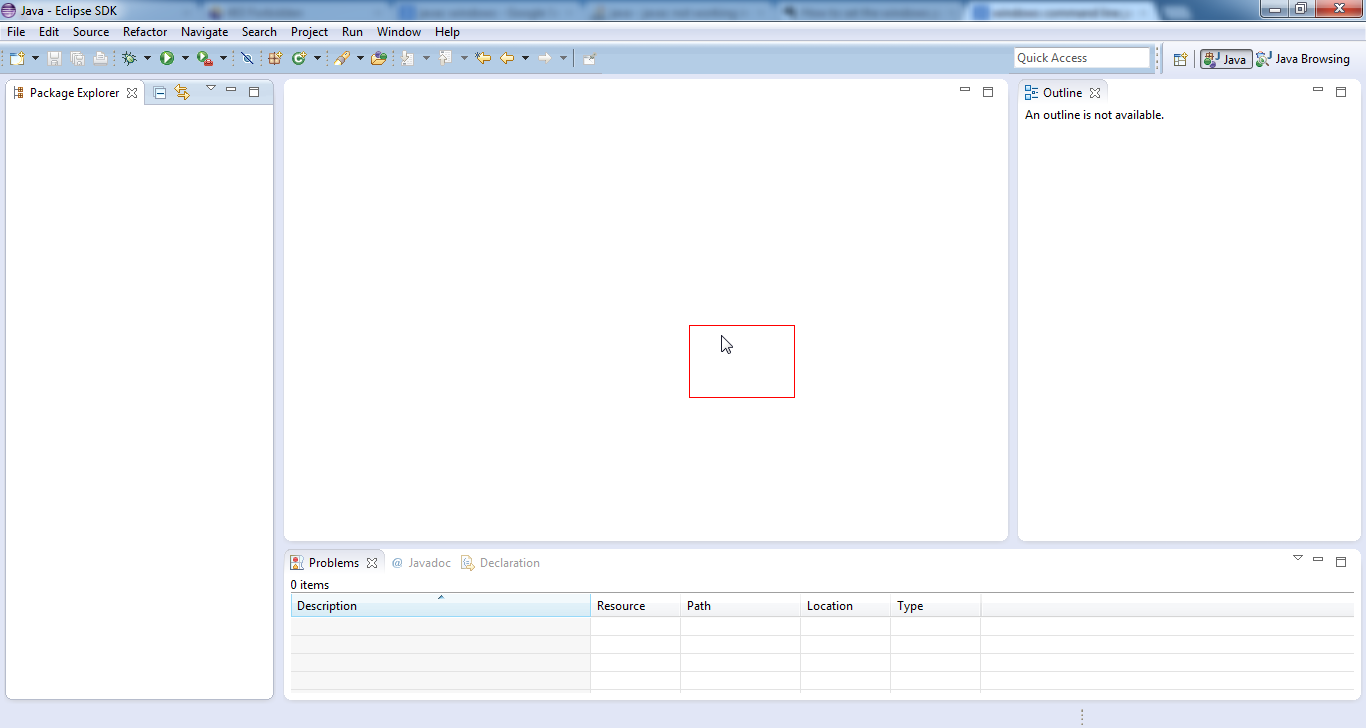 Java - Eclipse SDK
File Edit Source Refactor Navigate Search Project Run Window Help
Quick Access
Java
Java Browsing
Package Explorer
Outline
An outline is not available.
Problems @ Javadoc Declaration
0 items
Description Resource Path Location Type